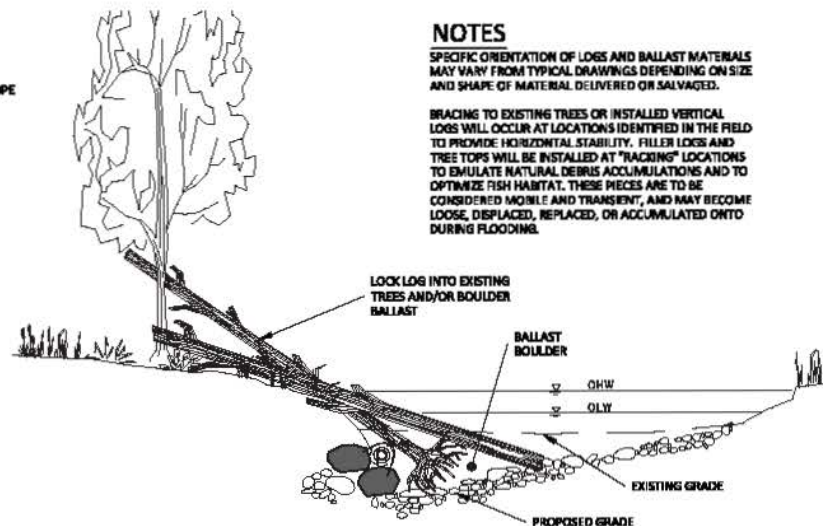 NOTES
SPECIFIC ORIENTATION OF LOGS AND BALLAST MATERIALS
MAY VARY FROM TYPICAL DRAWINGS DEPENDING ON SIZE
AND SHAPE OF MATERIAL DELIVERED OR SALVAGED.
BRACING TO EXISTING TREES OR INSTALLED VERTICAL
LOGS WILL OCCUR AT LOCATIONS IDENTIFIED IN THE FIELD
TO PROVIDE HORIZONTAL STABILITY. FILLER LOGS AND
TREE TOPS WILL BE INSTALLED AT "RACKING" LOCATIONS
TO EMULATE NATURAL DEBRIS ACCUMULATIONS AND TO
OPTIMIZE FISH HABITAT. THESE PIECES ARE TO BE
CONSIDERED MOBILE AND TRANSIENT, AND MAY BECOME
LOOSE, DISPLACED, REPLACED, OR ACCUMULATED ONTO
DURING FLOODING.
LOCK LOG INTO EXISTING
TREES AND/OR BOULDER
BALLAST
BALLAST
BOULDER
OHW
OLW
EXISTING GRADE
PROPOSED GRADE